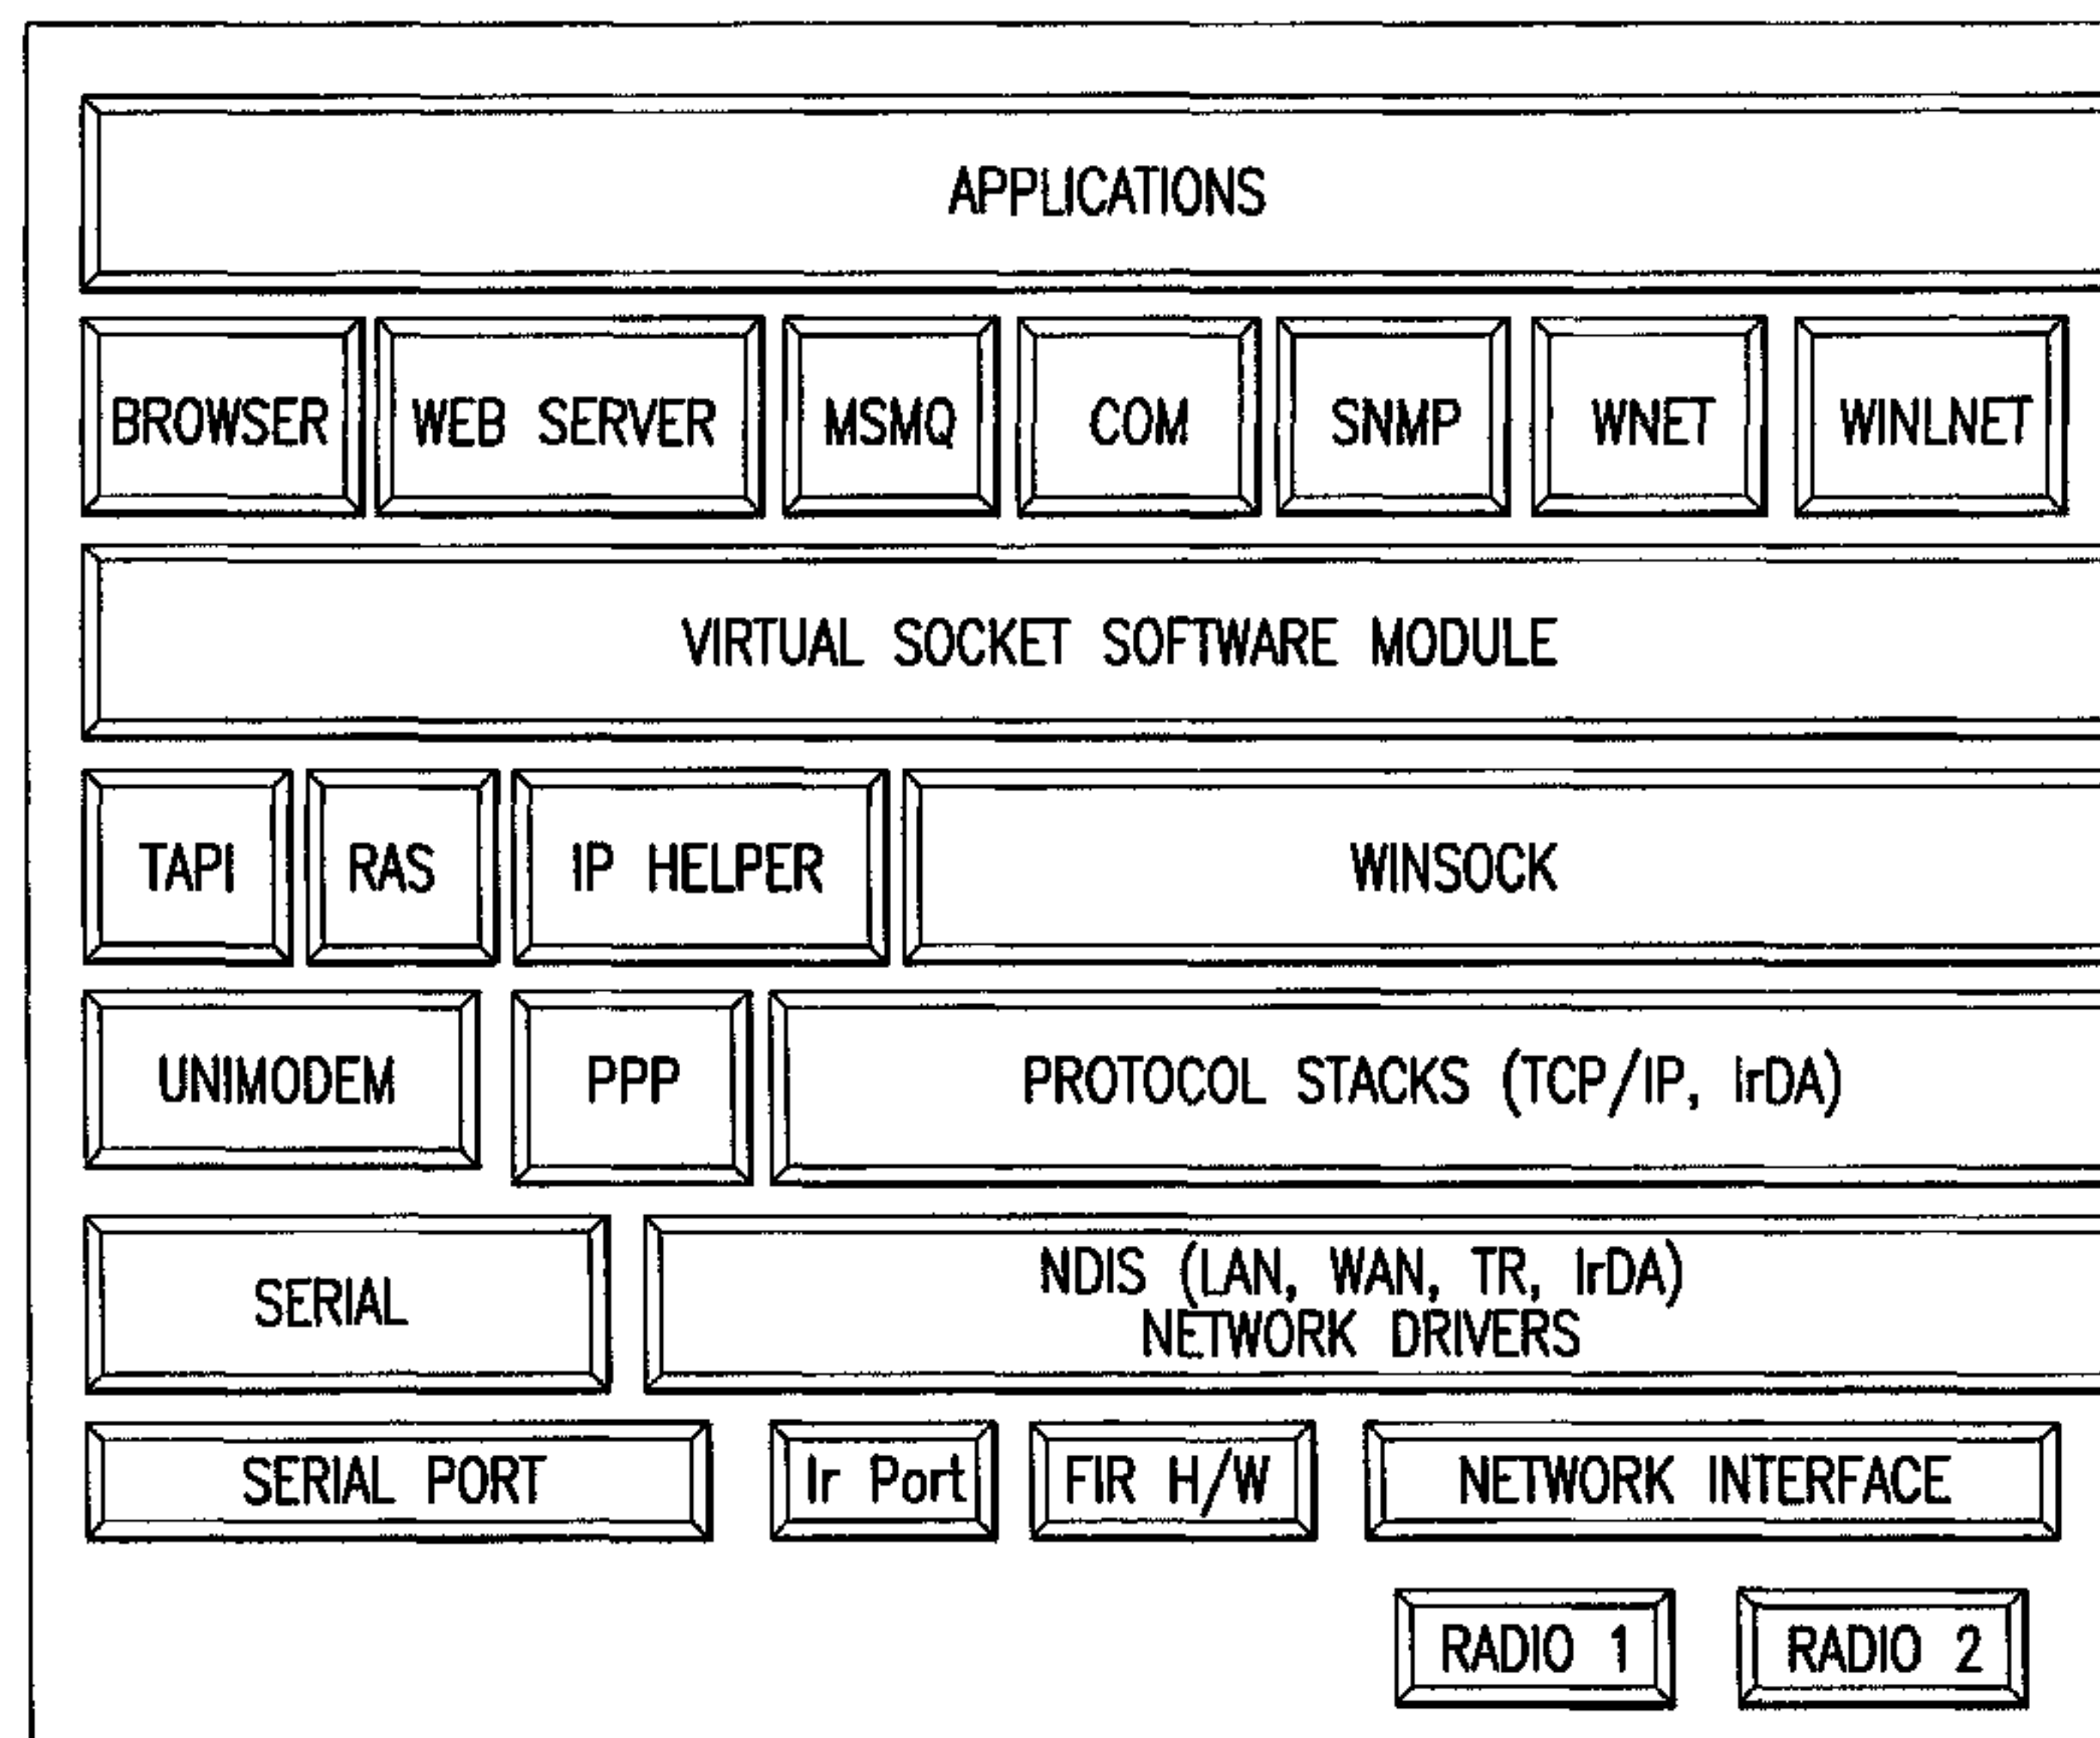 APPLICATIONS
BROWSER WEB SERVER MSMQ COM SNMP WNET WINLNET
VIRTUAL SOCKET SOFTWARE MODULE
TAPI RAS IP HELPER WINSOCK
UNIMODEM PPP PROTOCOL STACKS (TCP/IP, IrDA)
SERIAL NDIS (LAN, WAN, TR, IrDA)
NETWORK DRIVERS
SERIAL PORT Ir Port FIR H/W NETWORK INTERFACE
RADIO 1 RADIO 2